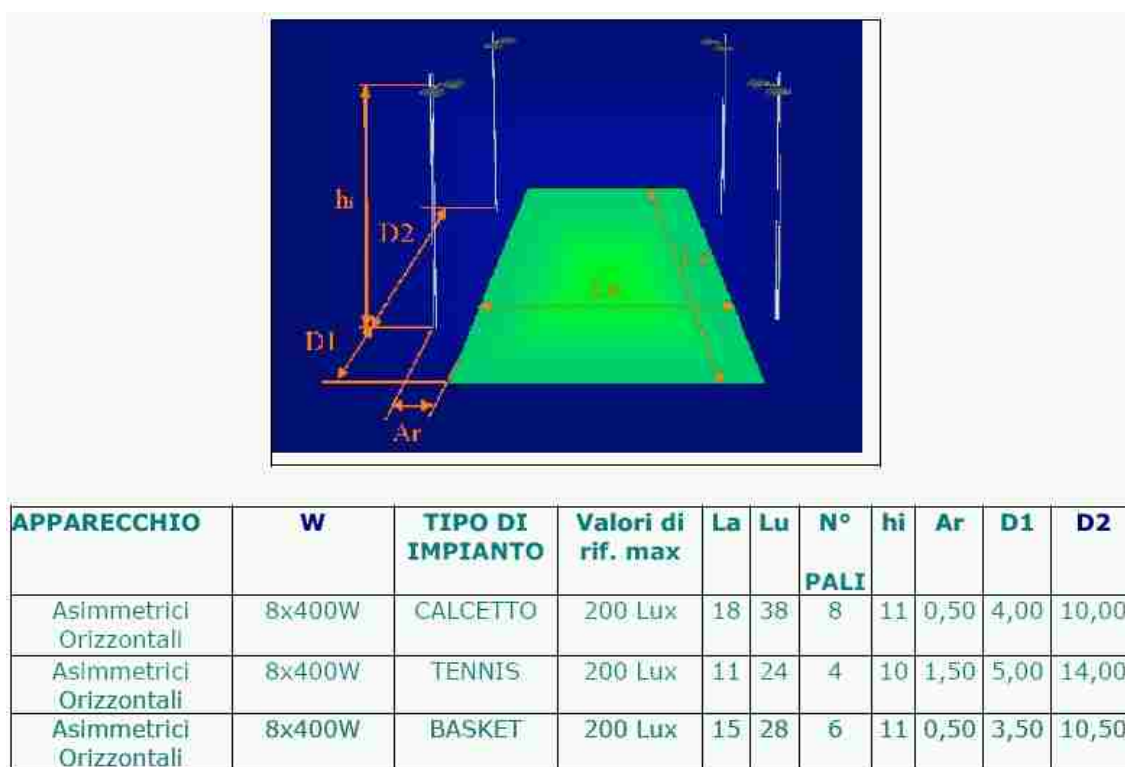 hi
D2
D1
Ar
La
APPARECCHIO W TIPO DI IMPIANTO Valori di rif. max La Lu N° PALI hi Ar D1 D2
Asimmetrici Orizzontali 8x400W CALCETTO 200 Lux 18 38 8 11 0,50 4,00 10,00
Asimmetrici Orizzontali 8x400W TENNIS 200 Lux 11 24 4 10 1,50 5,00 14,00
Asimmetrici Orizzontali 8x400W BASKET 200 Lux 15 28 6 11 0,50 3,50 10,50